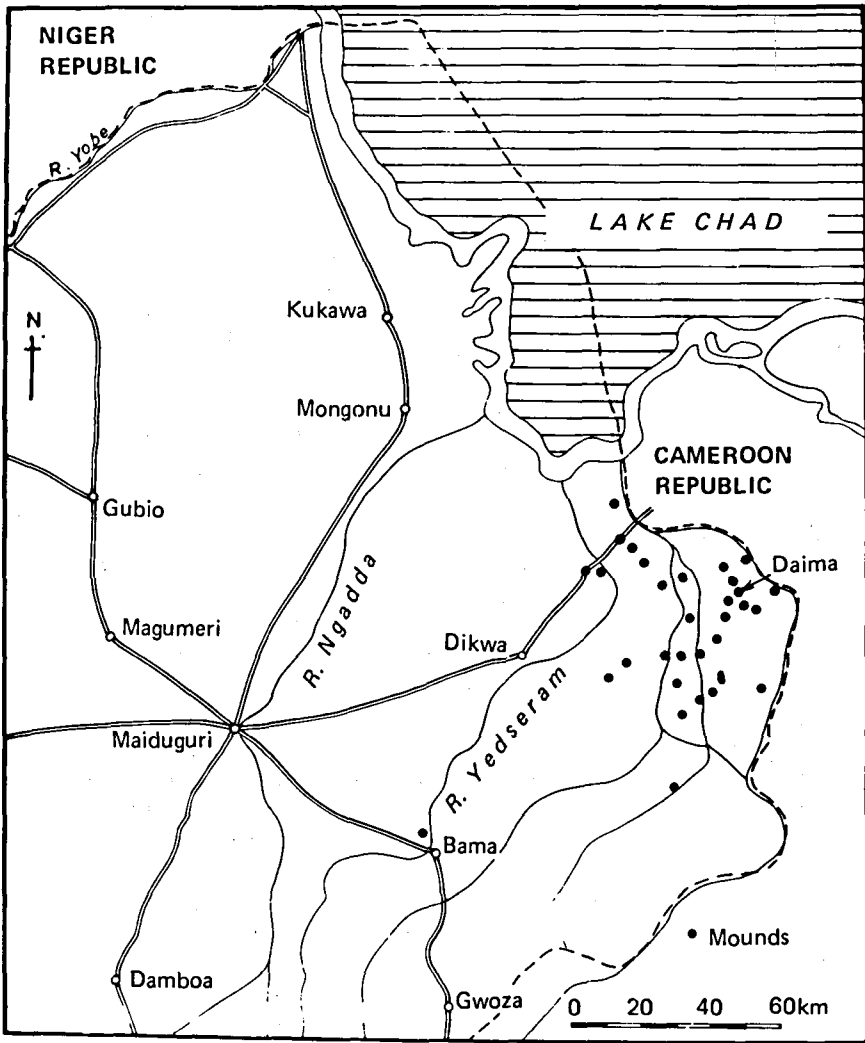 NIGER
REPUBLIC
R. Yobe
LAKE CHAD
N.
Kukawa
Mongonu
CAMEROON
REPUBLIC
Gubio
Daima
Magumeri
R. Ngadda
Dikwa
Maiduguri
R. Yedseram
Bama
Mounds
Damboa
Gwoza
0 20 40 60km